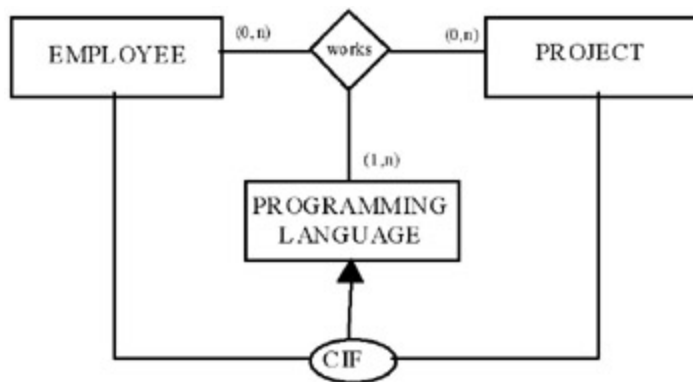 (0,n)
(0,n)
EMPLOYEE
works
PROJECT
(1,n)
PROGRAMMING
LANGUAGE
CIF